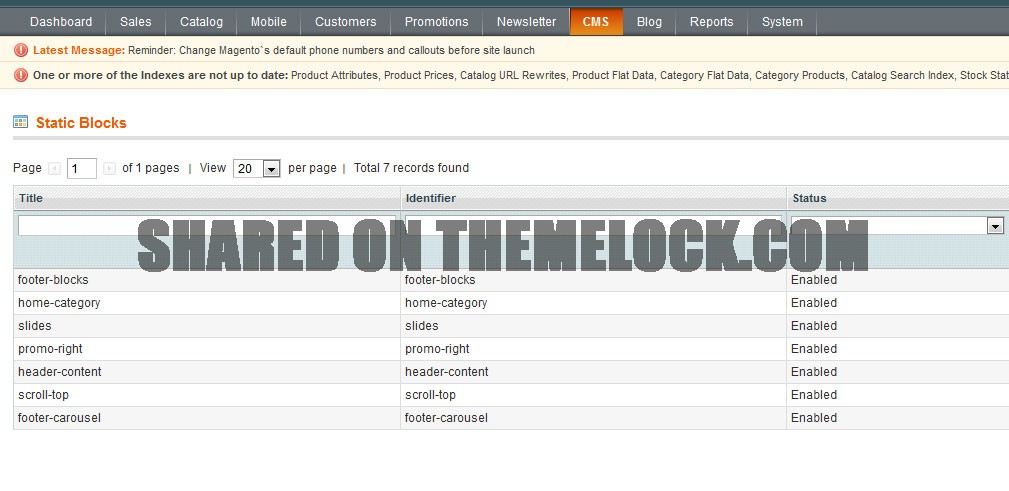 Dashboard Sales Catalog Mobile Customers Promotions Newsletter CMS Blog Reports System
Latest Message: Reminder: Change Magento`s default phone numbers and callouts before site launch
One or more of the Indexes are not up to date: Product Attributes, Product Prices, Catalog URL Rewrites, Product Flat Data, Category Flat Data, Category Products, Catalog Search Index, Stock Stat
Static Blocks
Page 1 of 1 pages | View 20 per page | Total 7 records found
Title Identifier Status
SHARED ON THEMELOCK.COM
footer-blocks footer-blocks Enabled
home-category home-category Enabled
slides slides Enabled
promo-right promo-right Enabled
header-content header-content Enabled
scroll-top scroll-top Enabled
footer-carousel footer-carousel Enabled